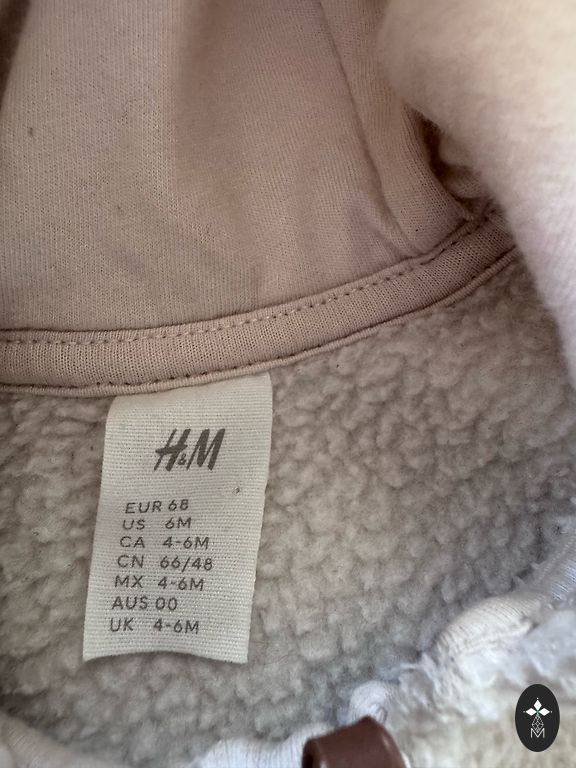 H&M
EUR 68
US 6M
CA 4-6M
CN 66/48
MX 4-6M
AUS 00
UK 4-6M
M